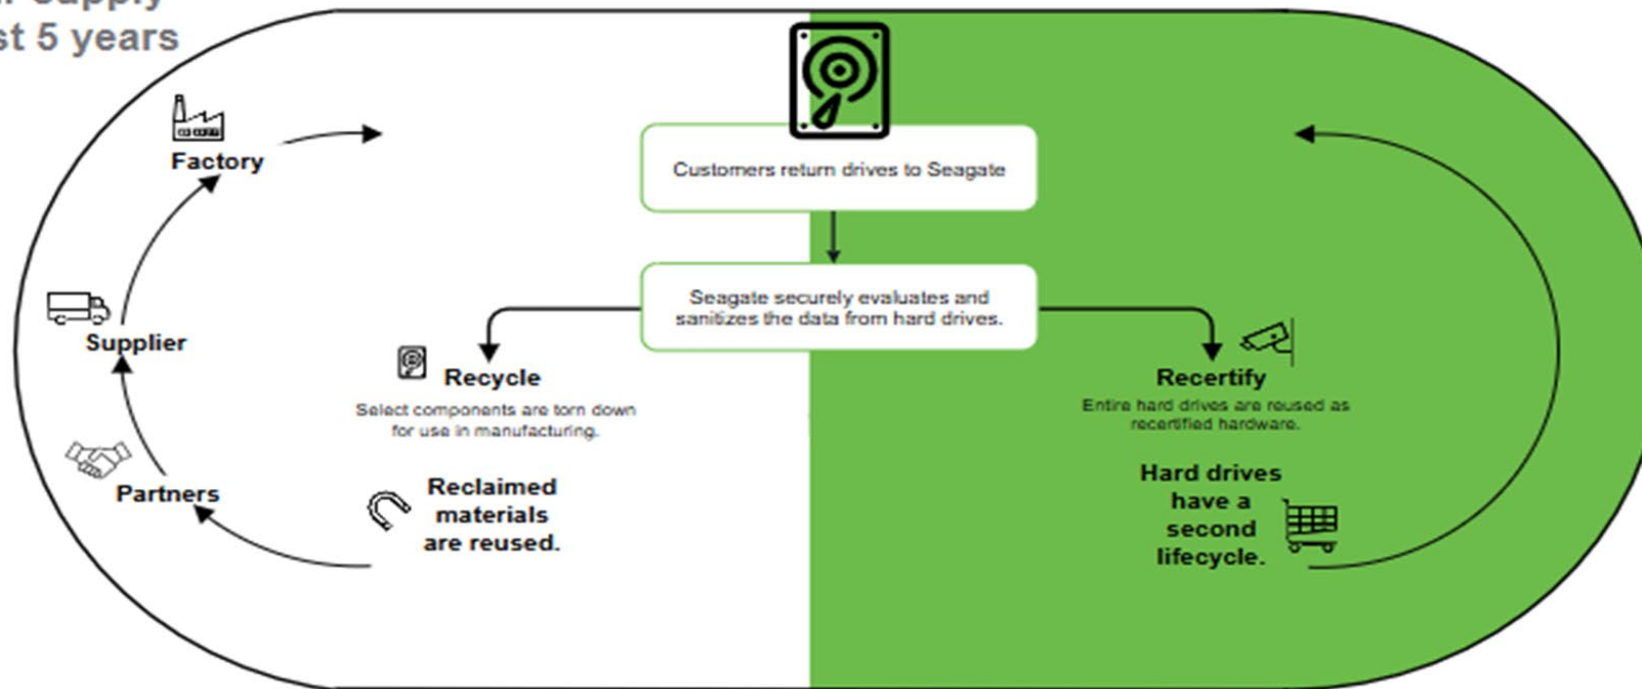 supply
st 5 years
Factory
Customers return drives to Seagate
Seagate securely evaluates and
sanitizes the data from hard drives.
Supplier
Recycle
Select components are torn down
for use in manufacturing.
Recertify
Entire hard drives are reused as
recertified hardware.
Partners
Reclaimed
materials
are reused.
Hard drives
have a
second
lifecycle.